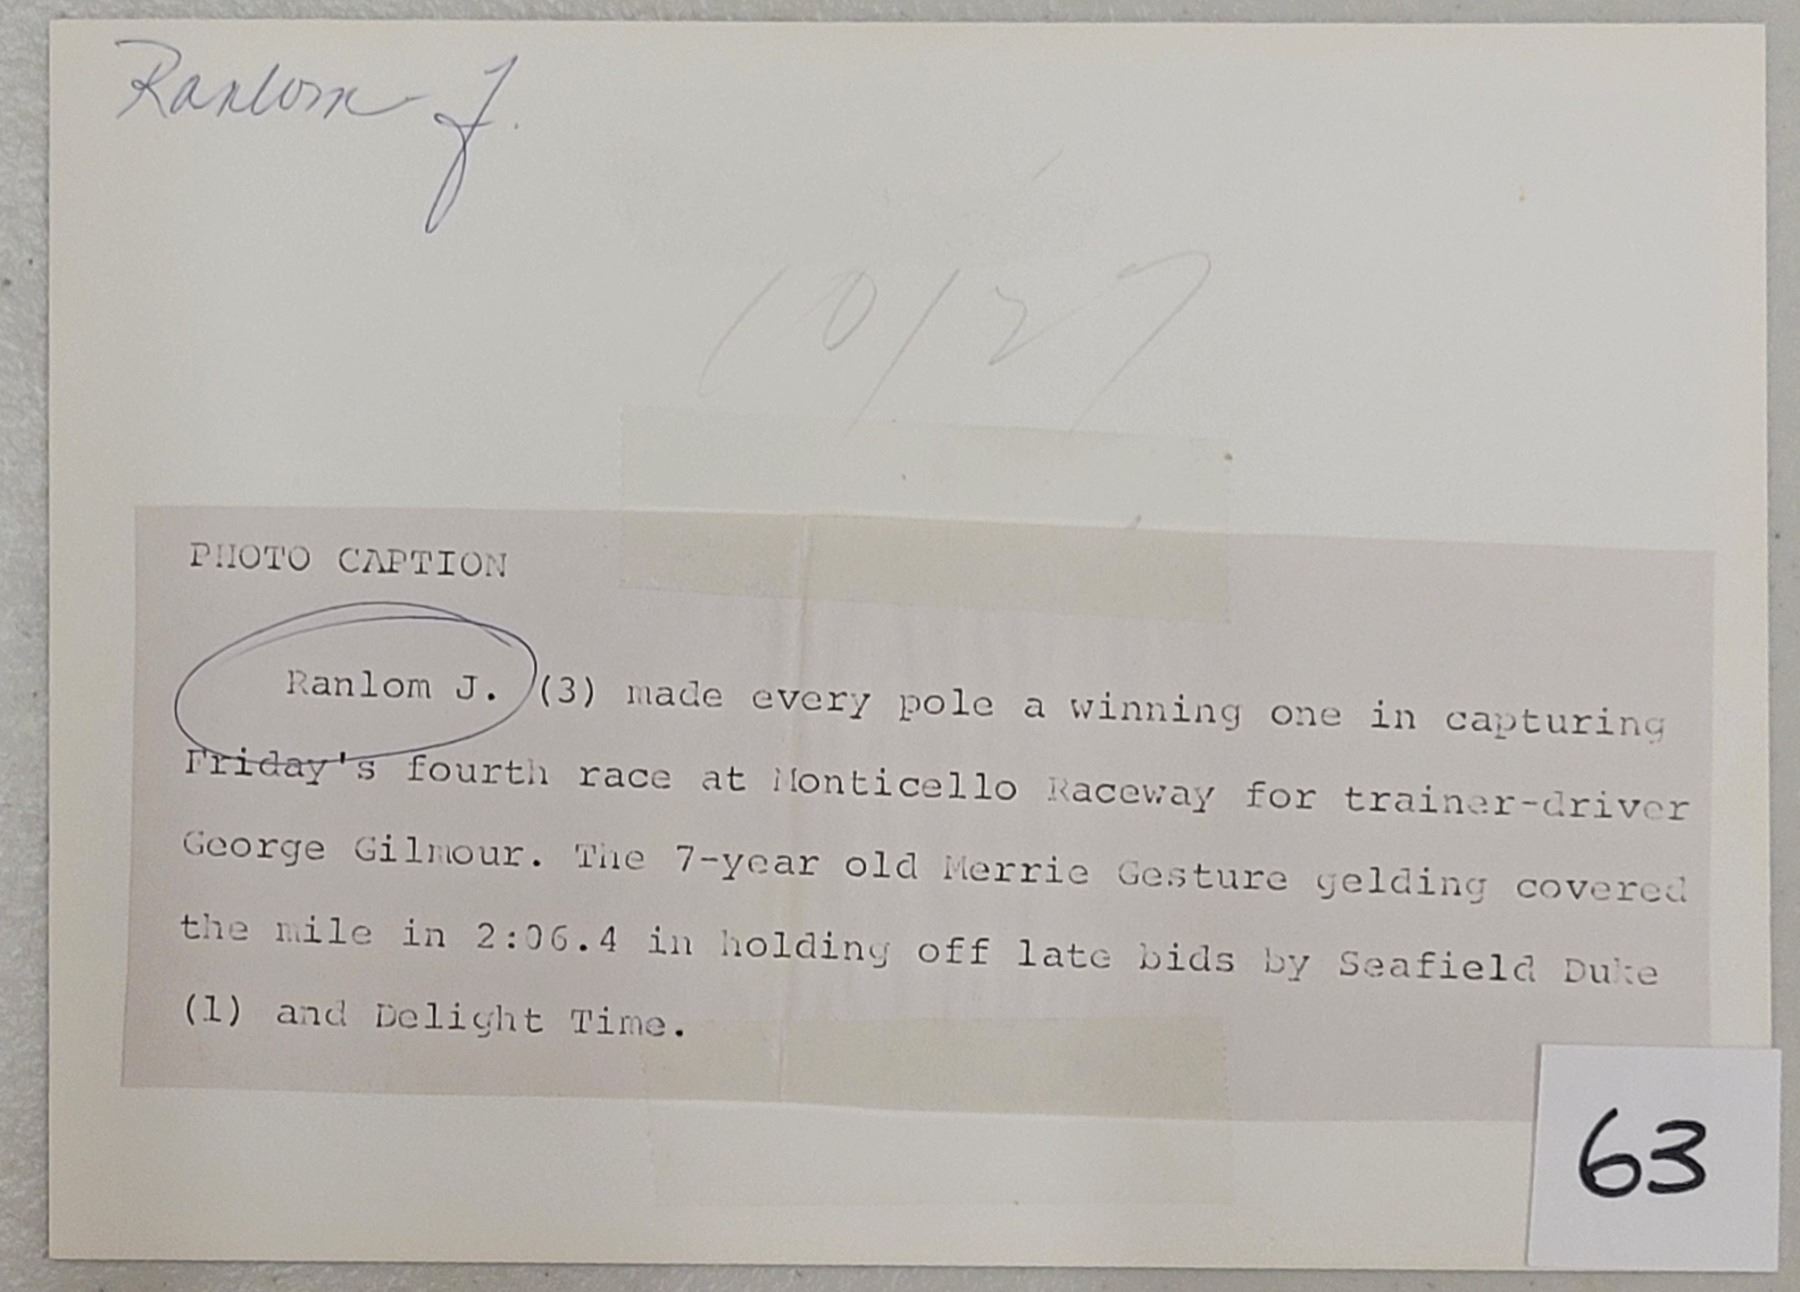 Ranlom J.
10/27
PHOTO CAPTION
Ranlom J. (3) made every pole a winning one in capturing
Friday's fourth race at Monticello Raceway for trainer-driver
George Gilmour. The 7-year old Merrie Gesture gelding covered
the mile in 2:06.4 in holding off late bids by Seafield Duke
(1) and Delight Time.
63